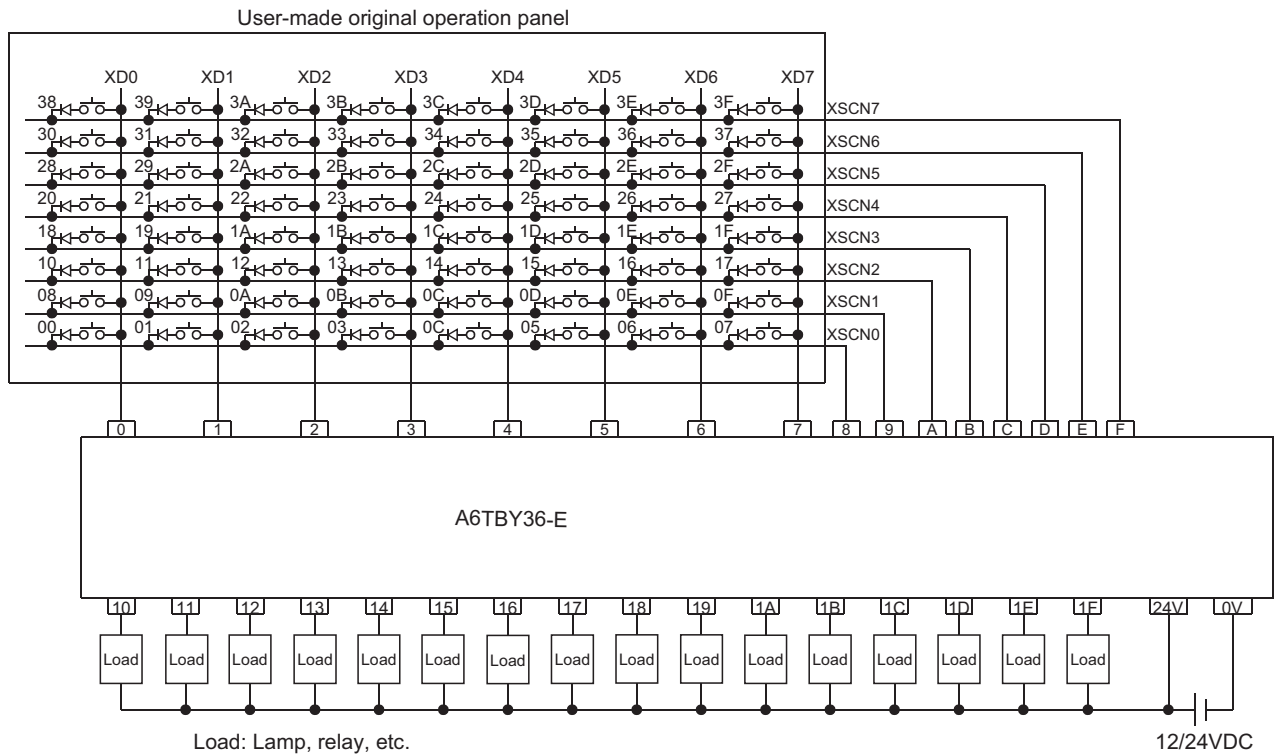 User-made original operation panel
XD0 XD1 XD2 XD3 XD4 XD5 XD6 XD7
38 39 3A 3B 3C 3D 3E 3F XSCN7
30 31 32 33 34 35 36 37 XSCN6
28 29 2A 2B 2C 2D 2E 2F XSCN5
20 21 22 23 24 25 26 27 XSCN4
18 19 1A 1B 1C 1D 1E 1F XSCN3
10 11 12 13 14 15 16 17 XSCN2
08 09 0A 0B 0C 0D 0E 0F XSCN1
00 01 02 03 0C 05 06 07 XSCN0
0 1 2 3 4 5 6 7 8 9 A B C D E F
A6TBY36-E
10 11 12 13 14 15 16 17 18 19 1A 1B 1C 1D 1E 1F 24V 0V
Load Load Load Load Load Load Load Load Load Load Load Load Load Load Load Load
Load: Lamp, relay, etc. 12/24VDC